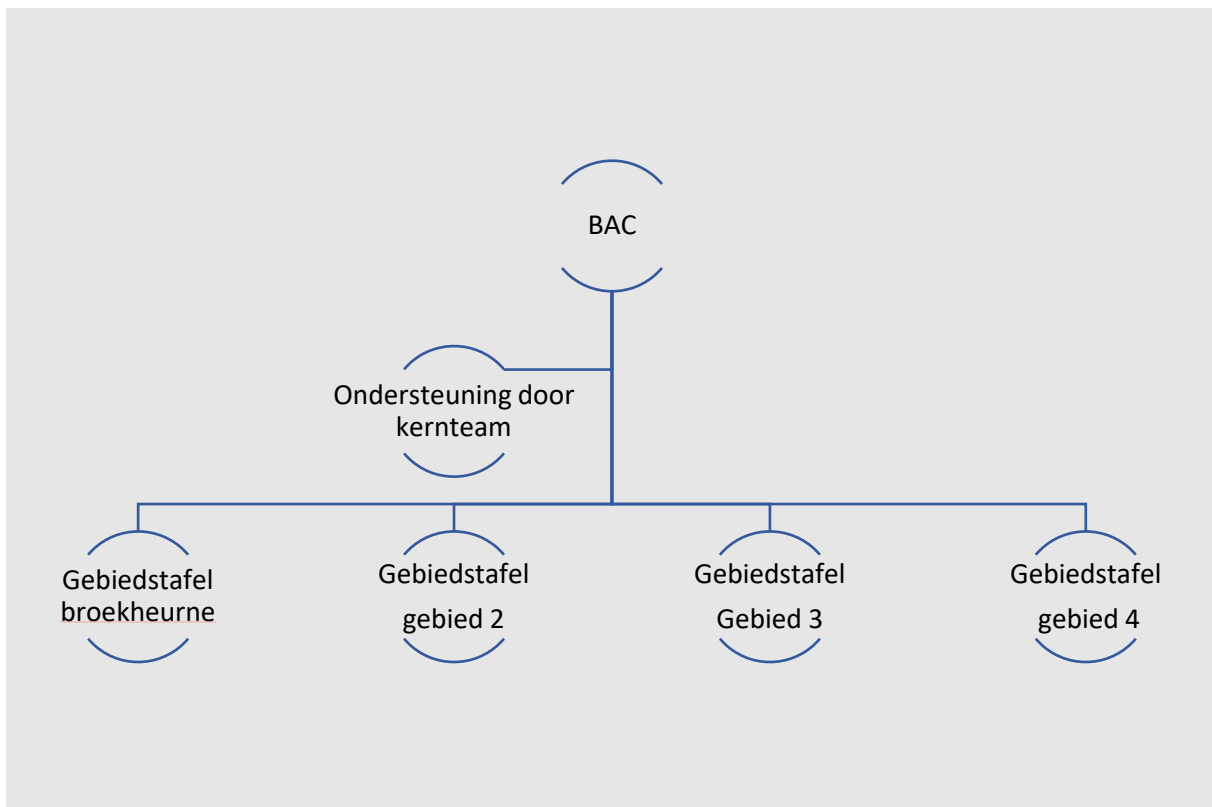 BAC
Ondersteuning door
kernteam
Gebiedstafel
broekheurne
Gebiedstafel
gebied 2
Gebiedstafel
Gebied 3
Gebiedstafel
gebied 4